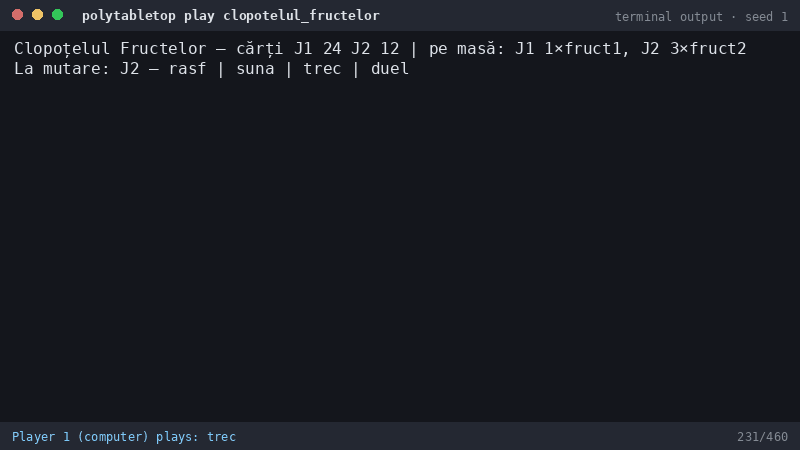 polytabletop play clopotelul_fructelor
terminal output · seed 1
Clopoțelul Fructelor — cărți J1 24 J2 12 | pe masă: J1 1×fruct1, J2 3×fruct2
La mutare: J2 — rasf | suna | trec | duel
Player 1 (computer) plays: trec
231/460